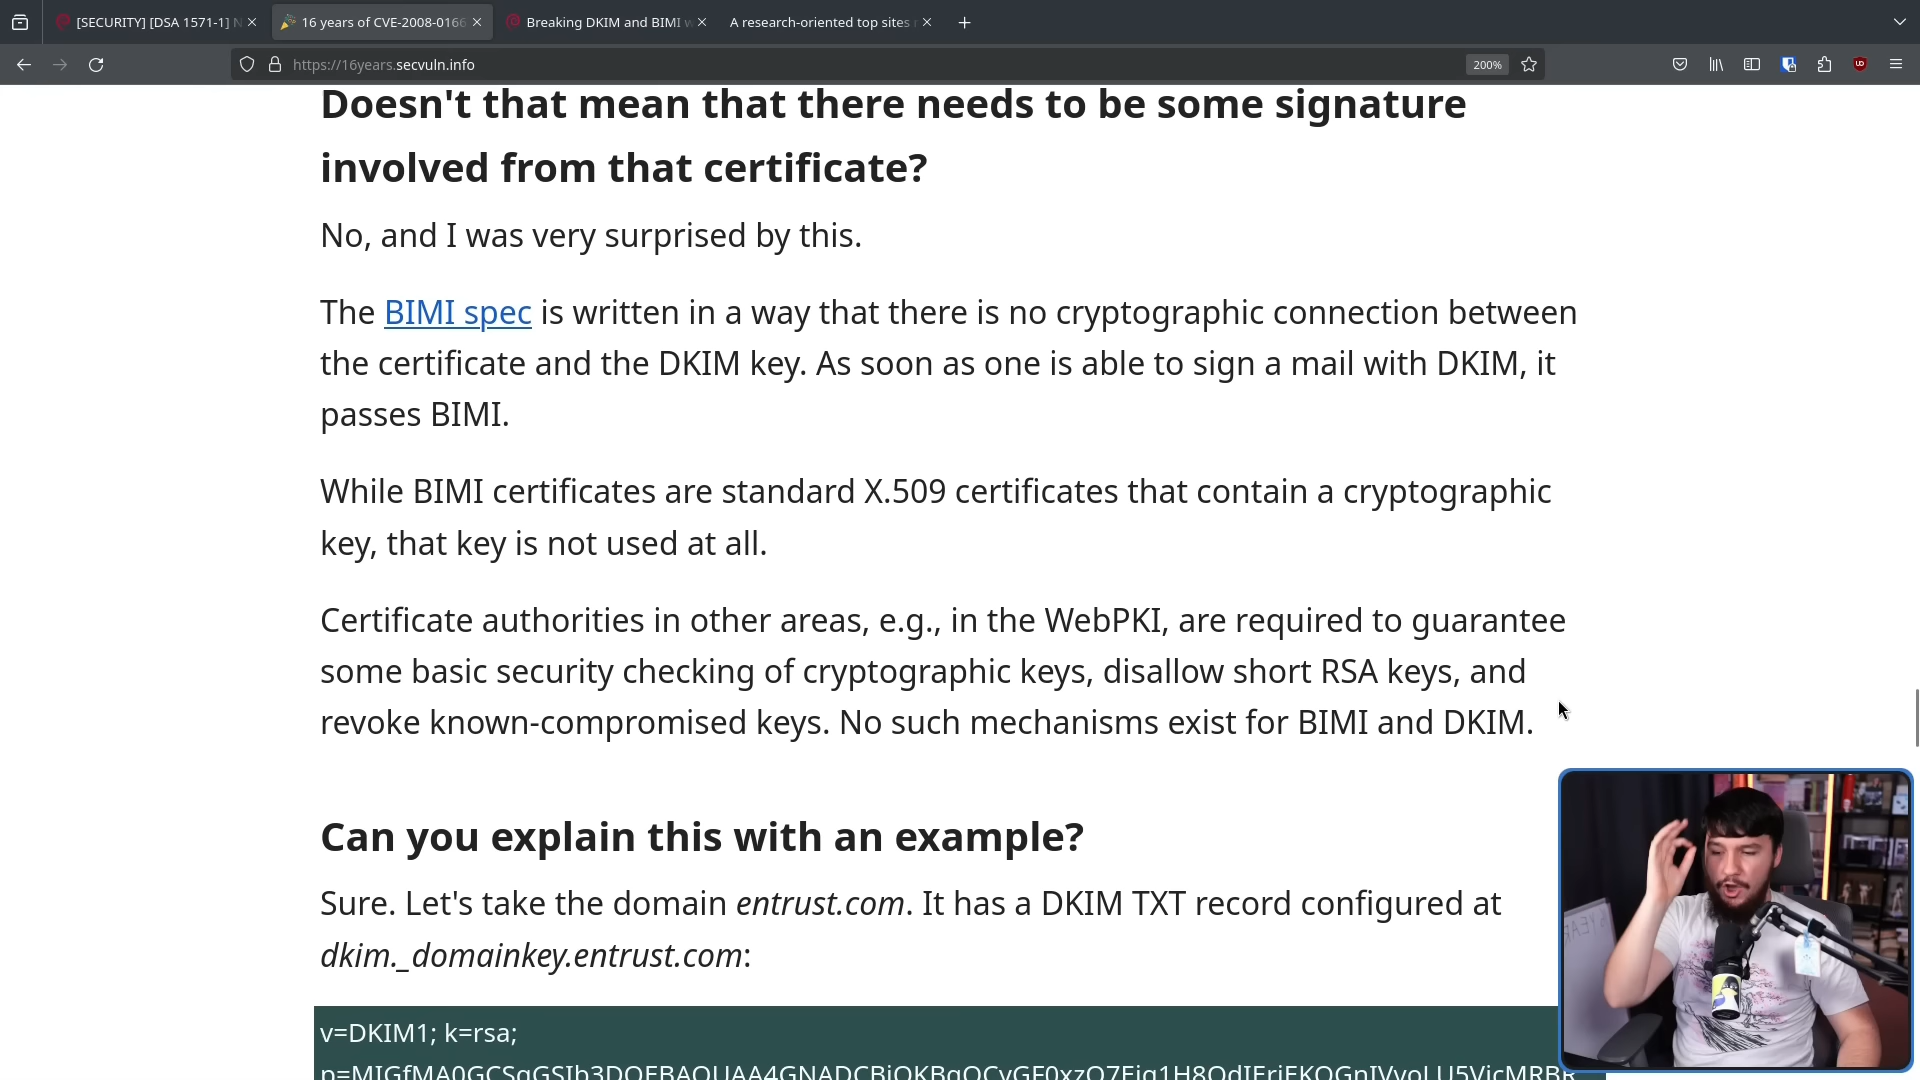 [SECURITY] [DSA 1571-1] N
16 years of CVE-2008-0166
Breaking DKIM and BIMI w
A research-oriented top sites r
https://16years.secvuln.info
200%
Doesn't that mean that there needs to be some signature
involved from that certificate?
No, and I was very surprised by this.
The BIMI spec is written in a way that there is no cryptographic connection between
the certificate and the DKIM key. As soon as one is able to sign a mail with DKIM, it
passes BIMI.
While BIMI certificates are standard X.509 certificates that contain a cryptographic
key, that key is not used at all.
Certificate authorities in other areas, e.g., in the WebPKI, are required to guarantee
some basic security checking of cryptographic keys, disallow short RSA keys, and
revoke known-compromised keys. No such mechanisms exist for BIMI and DKIM.
Can you explain this with an example?
Sure. Let's take the domain entrust.com. It has a DKIM TXT record configured at
dkim._domainkey.entrust.com:
v=DKIM1; k=rsa;